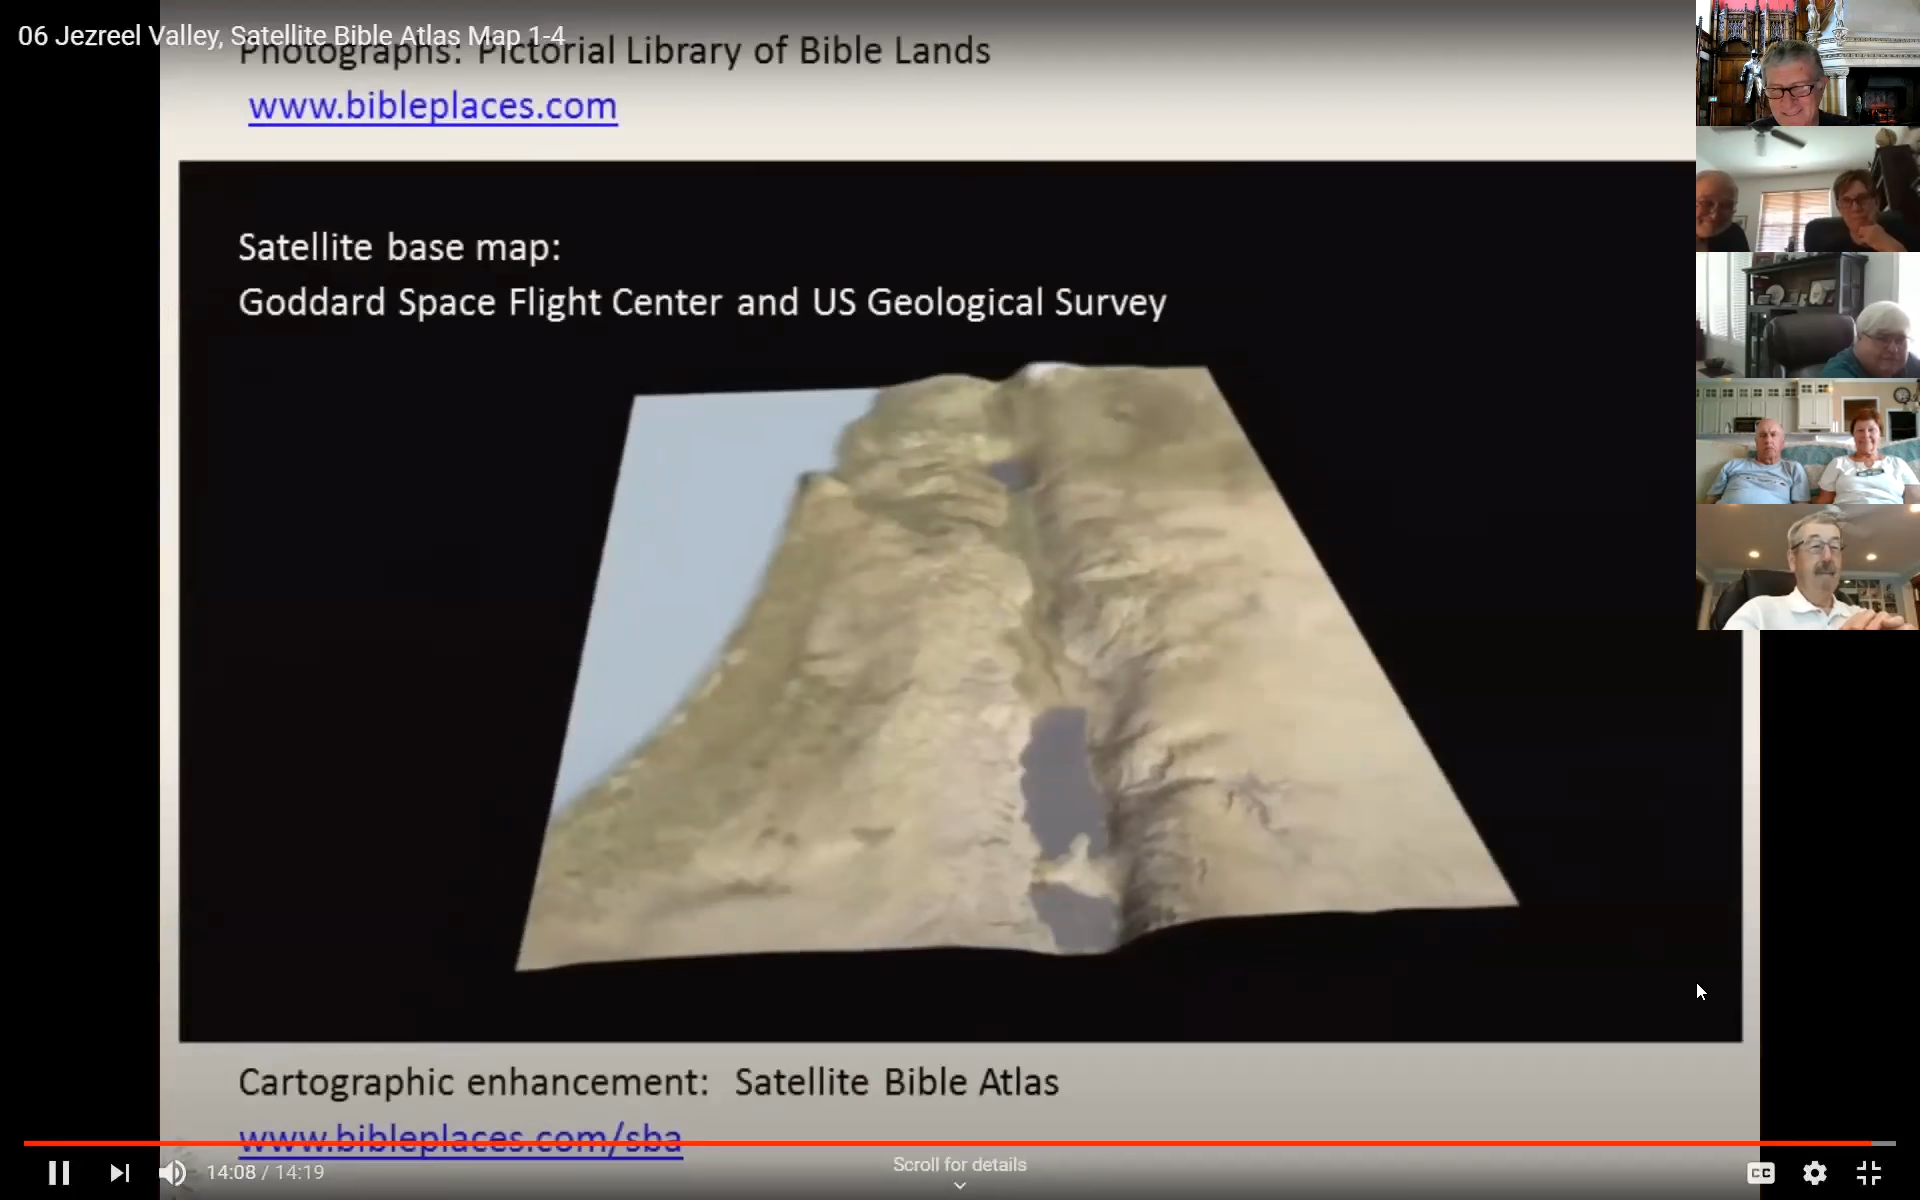 06 Jezreel Valley, Satellite Bible Atlas Map 1-4
Photographs: Pictorial Library of Bible Lands
www.bibleplaces.com
Satellite base map:
Goddard Space Flight Center and US Geological Survey
Cartographic enhancement: Satellite Bible Atlas
www.bibleplaces.com/sba
14:08 / 14:19
Scroll for details
CC